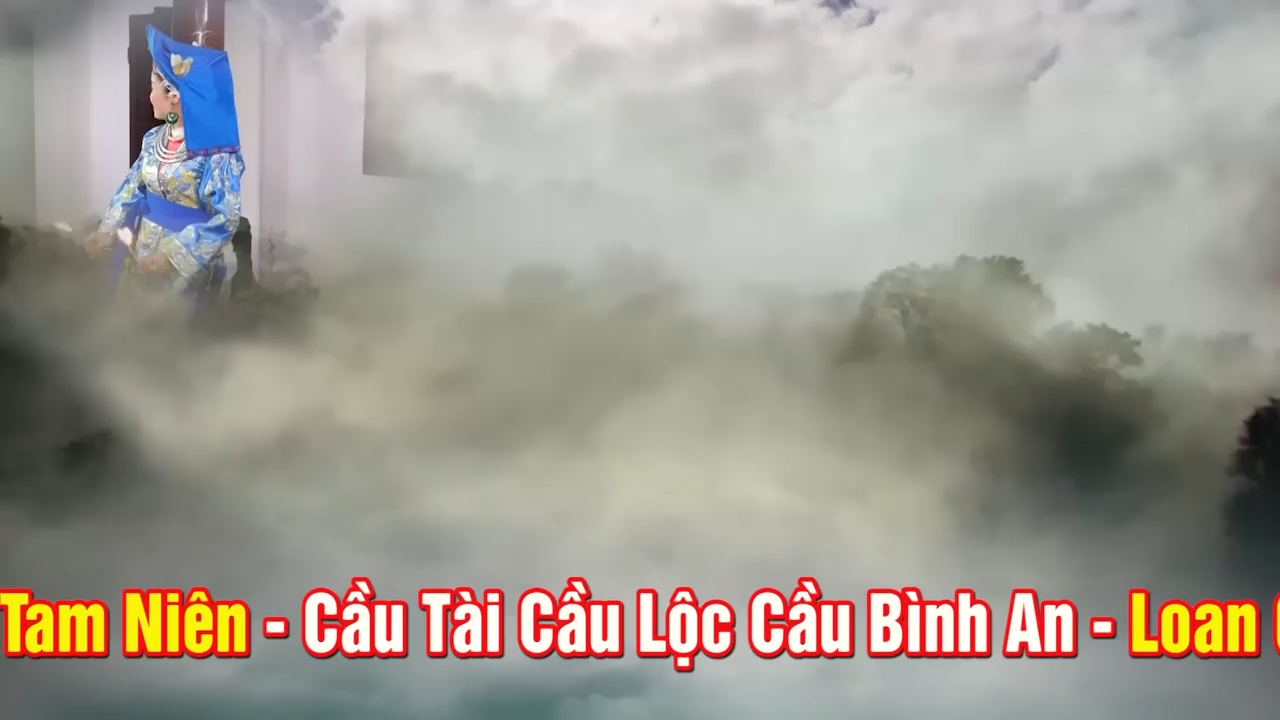 Tam Niên - Cầu Tài Cầu Lộc Cầu Bình An - Loan